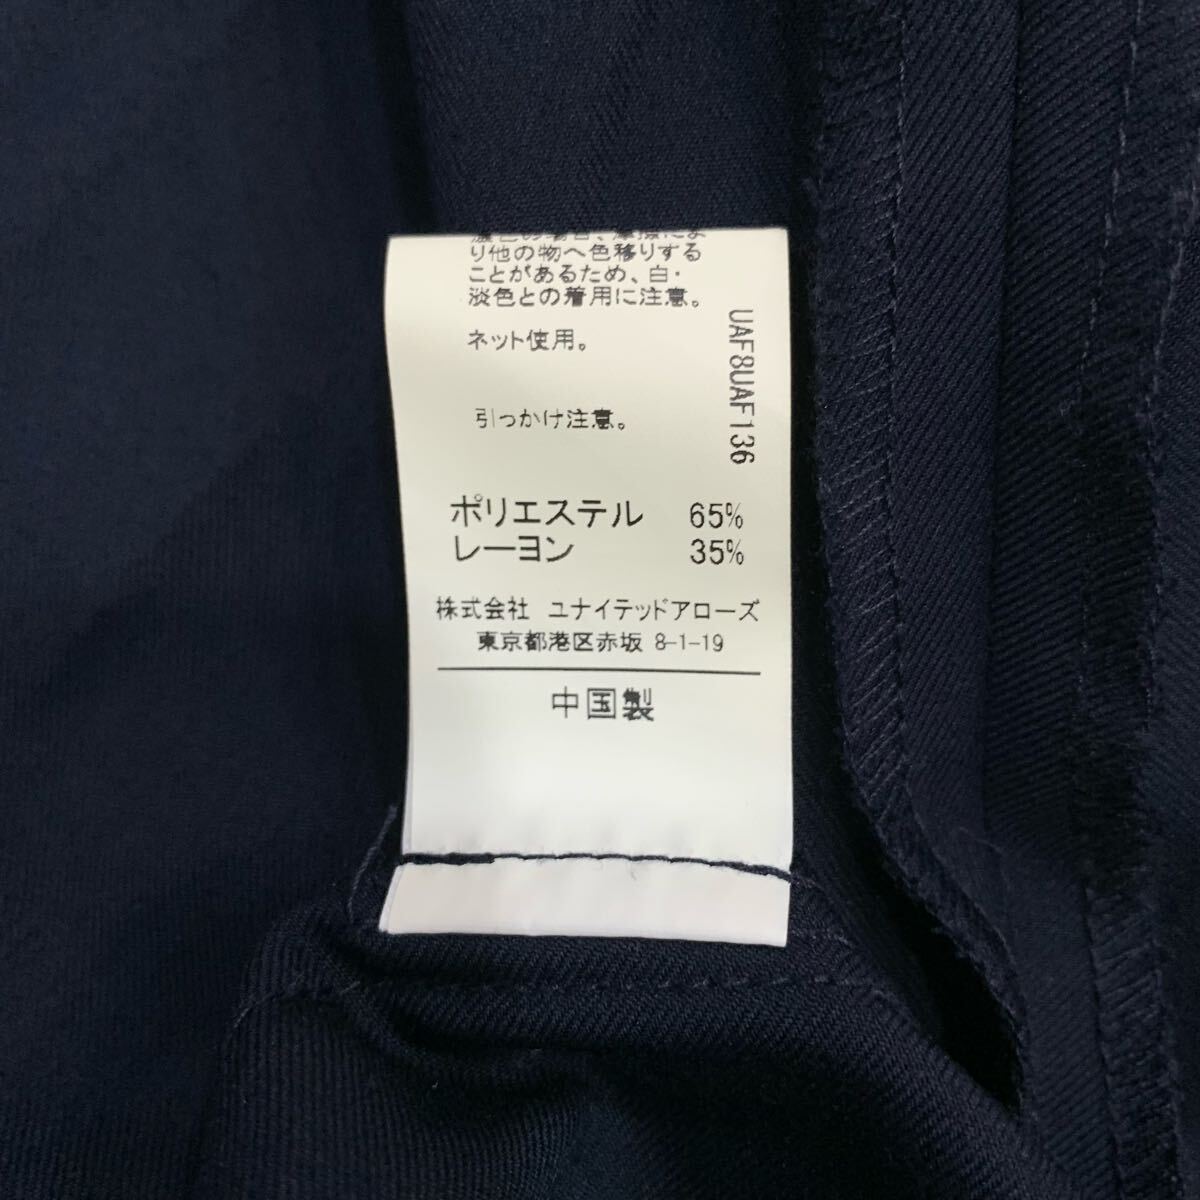 濃色の場合、摩擦によ
り他の物へ色移りする
ことがあるため、白・
淡色との着用に注意。
ネット使用。
引っかけ注意。
UAF8UAF136
ポリエステル 65%
レーヨン 35%
株式会社 ユナイテッドアローズ
東京都港区赤坂 8-1-19
中国製